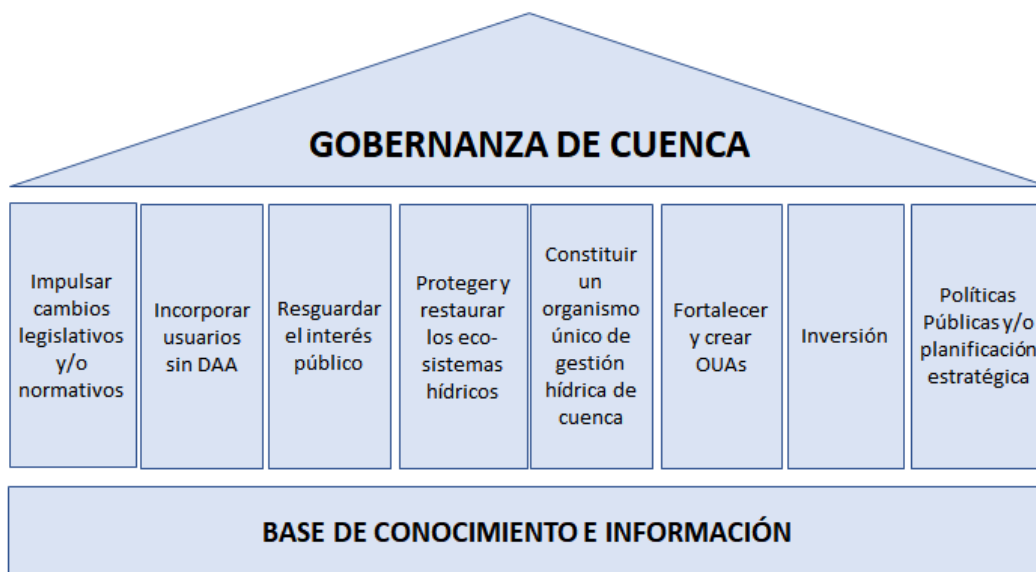 GOBERNANZA DE CUENCA
Impulsar
cambios
legislativos
y/o
normativos
Incorporar
usuarios
sin DAA
Resguardar
el interés
público
Proteger y
restaurar
los eco-
sistemas
hídricos
Constituir
un
organismo
único de
gestión
hídrica de
cuenca
Fortalecer
y crear
OUAs
Inversión
Políticas
Públicas y/o
planificación
estratégica
BASE DE CONOCIMIENTO E INFORMACIÓN